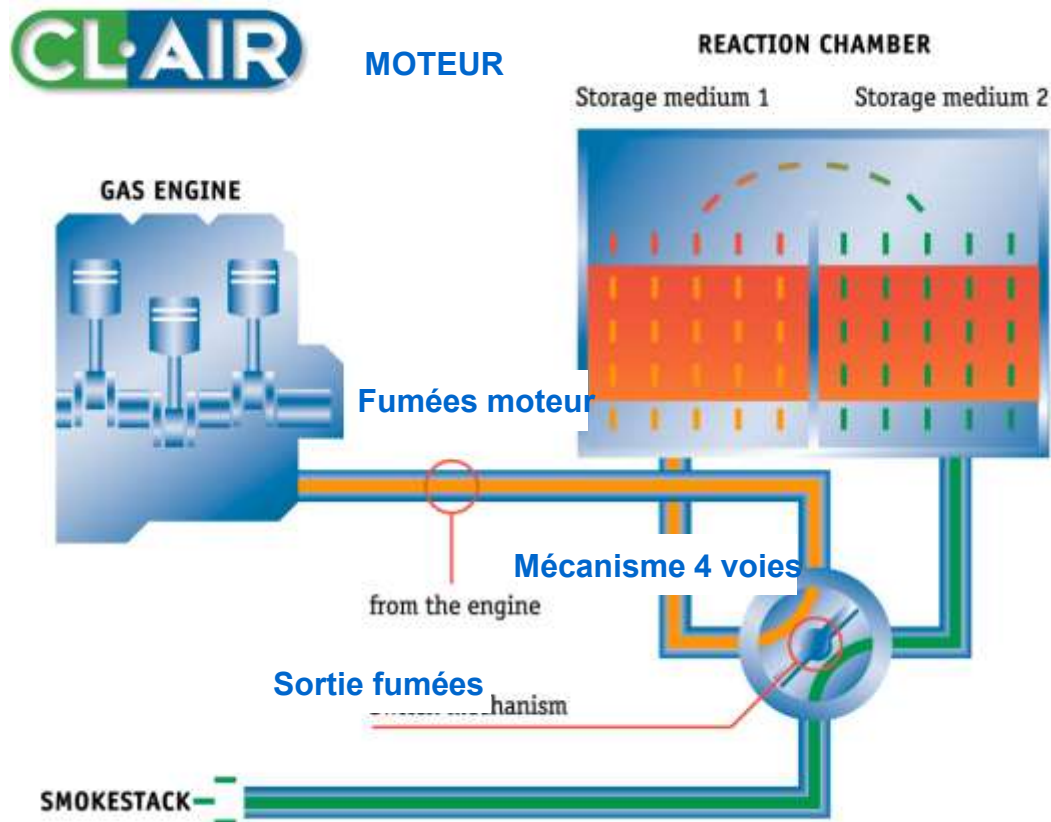 CL·AIR
MOTEUR
REACTION CHAMBER
Storage medium 1
Storage medium 2
GAS ENGINE
Fumées moteur
Mécanisme 4 voies
from the engine
Sortie fumées
SMOKESTACK